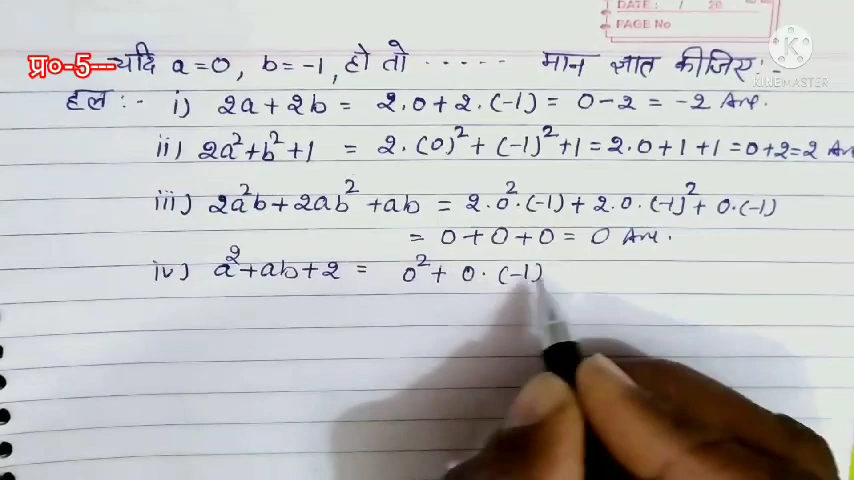 DATE : / 20
PAGE No
K
KINEMASTER
प्र०-5-- यदि a = 0, b = -1, हो तो ..... मान ज्ञात कीजिए :-
हल :- i) 2a + 2b = 2.0 + 2.(-1) = 0 - 2 = -2 Ans.
ii) 2a² + b² + 1 = 2.(0)² + (-1)² + 1 = 2.0 + 1 + 1 = 0 + 2 = 2 An
iii) 2a²b + 2ab² + ab = 2.0².(-1) + 2.0.(-1)² + 0.(-1)
= 0 + 0 + 0 = 0 Ans.
iv) a² + ab + 2 = 0² + 0.(-1)